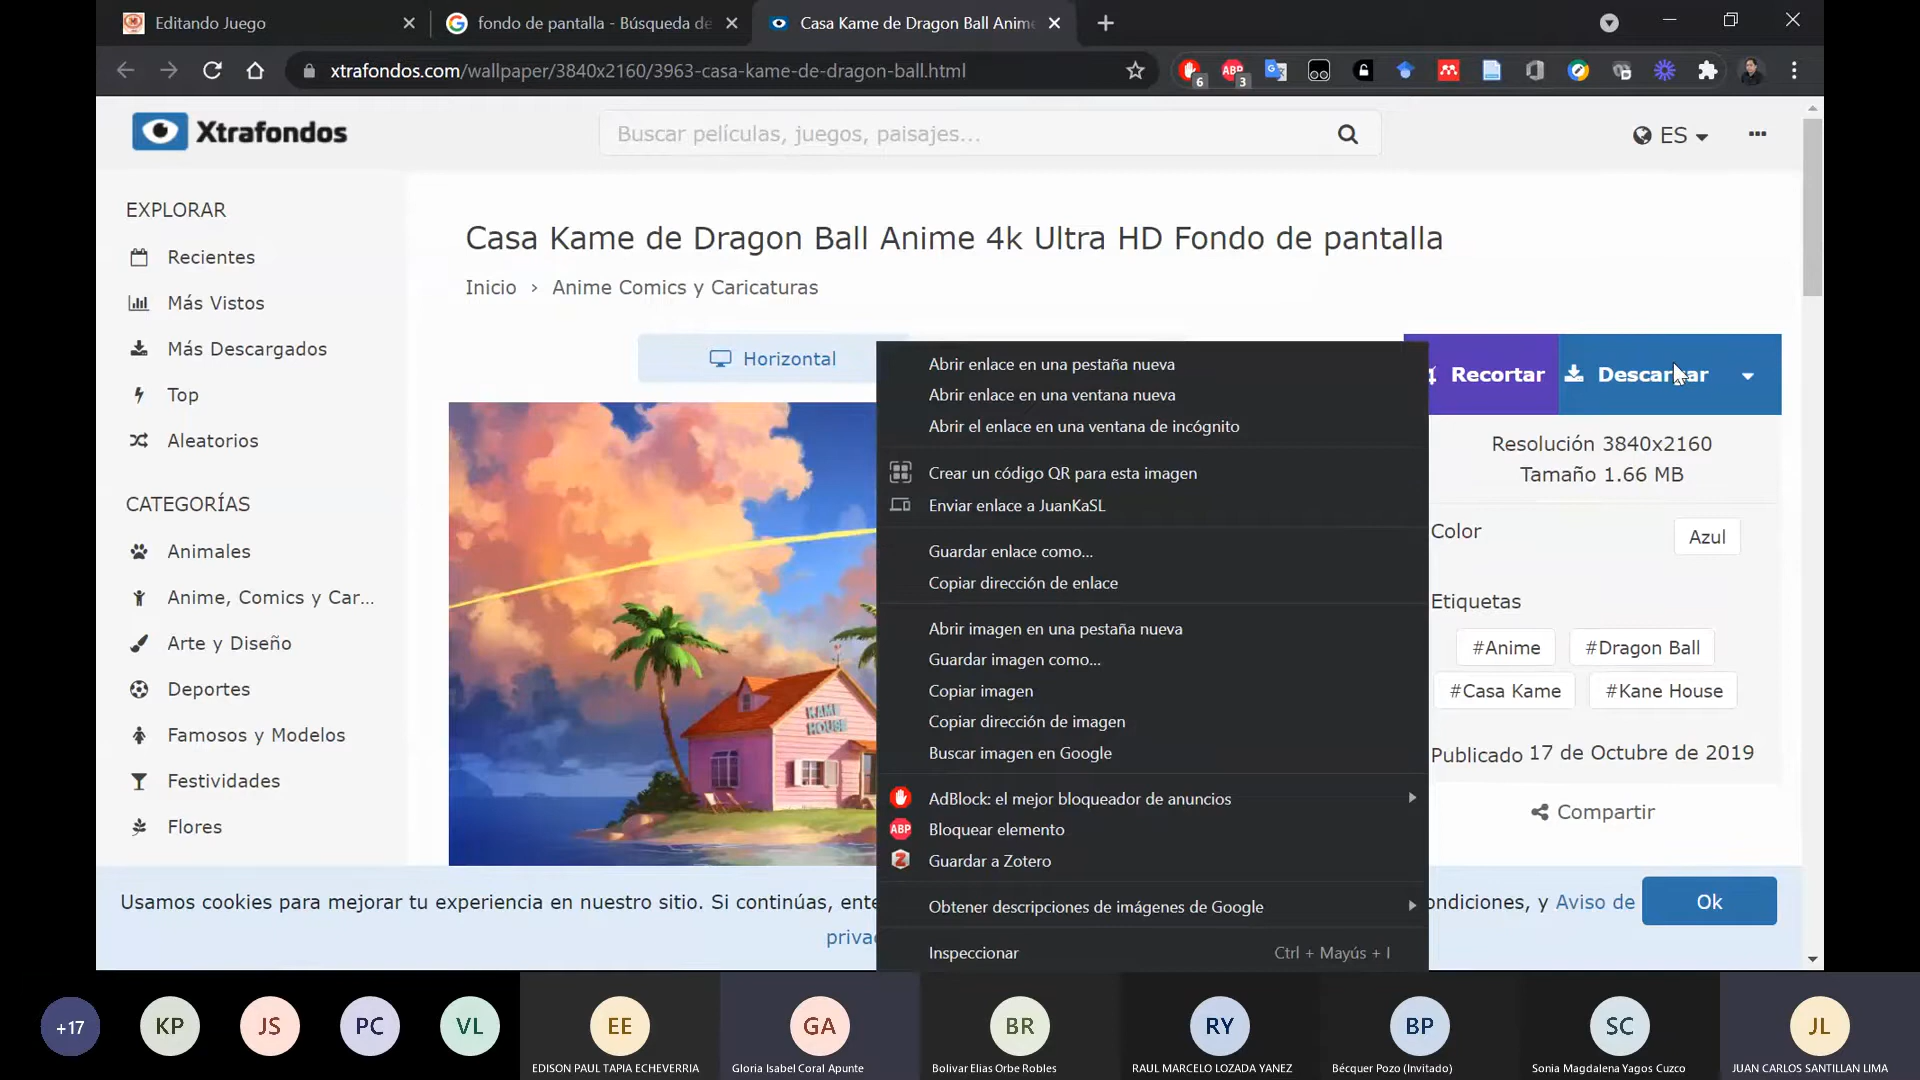 Editando Juego
fondo de pantalla - Búsqueda de
Casa Kame de Dragon Ball Anime
xtrafondos.com/wallpaper/3840x2160/3963-casa-kame-de-dragon-ball.html
6
ABP
3
Xtrafondos
Buscar películas, juegos, paisajes...
ES
EXPLORAR
Recientes
Más Vistos
Más Descargados
Top
Aleatorios
CATEGORÍAS
Animales
Anime, Comics y Car...
Arte y Diseño
Deportes
Famosos y Modelos
Festividades
Flores
Casa Kame de Dragon Ball Anime 4k Ultra HD Fondo de pantalla
Inicio › Anime Comics y Caricaturas
Horizontal
KAME
HOUSE
Abrir enlace en una pestaña nueva
Abrir enlace en una ventana nueva
Abrir el enlace en una ventana de incógnito
Crear un código QR para esta imagen
Enviar enlace a JuanKaSL
Guardar enlace como...
Copiar dirección de enlace
Abrir imagen en una pestaña nueva
Guardar imagen como...
Copiar imagen
Copiar dirección de imagen
Buscar imagen en Google
AdBlock: el mejor bloqueador de anuncios
ABP Bloquear elemento
Z Guardar a Zotero
Obtener descripciones de imágenes de Google
Inspeccionar Ctrl + Mayús + I
Recortar
Descargar
Resolución 3840x2160
Tamaño 1.66 MB
Color
Azul
Etiquetas
#Anime
#Dragon Ball
#Casa Kame
#Kane House
Publicado 17 de Octubre de 2019
Compartir
Usamos cookies para mejorar tu experiencia en nuestro sitio. Si continúas, ente
ondiciones, y Aviso de
privac
Ok
+17
KP
JS
PC
VL
EE
GA
BR
RY
BP
SC
JL
EDISON PAUL TAPIA ECHEVERRIA
Gloria Isabel Coral Apunte
Bolivar Elias Orbe Robles
RAUL MARCELO LOZADA YANEZ
Bécquer Pozo (Invitado)
Sonia Magdalena Yagos Cuzco
JUAN CARLOS SANTILLAN LIMA